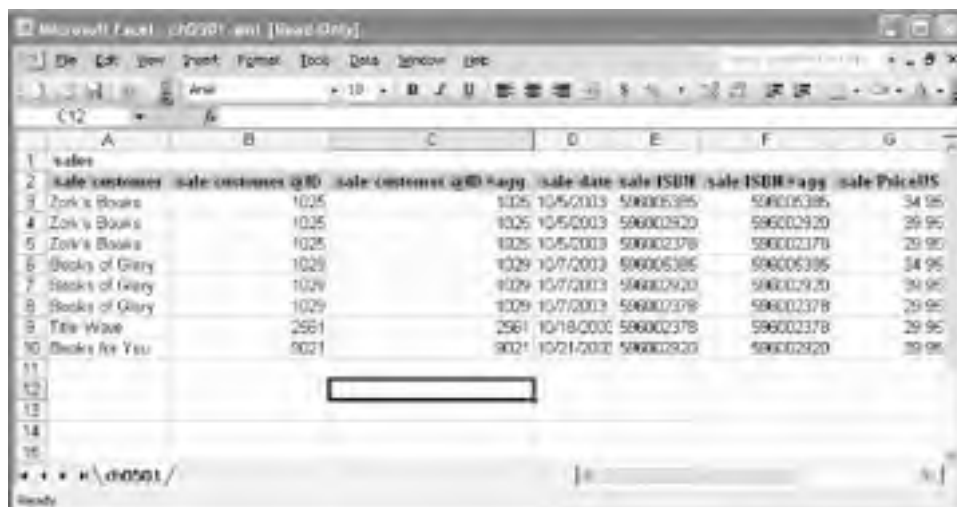 Microsoft Excel - ch0501.xml [Read-Only]
File Edit View Insert Format Tools Data Window Help
Arial 10 B I U $ %
C12 fx
A B C D E F G
1 sales
2 sale customer sale customer @ID sale customer @ID #agg sale date sale ISBN sale ISBN #agg sale PriceUS
3 Zork's Books 1025 1025 10/5/2003 596005385 596005385 34.95
4 Zork's Books 1025 1025 10/5/2003 596002920 596002920 39.95
5 Zork's Books 1025 1025 10/5/2003 596002378 596002378 29.95
6 Books of Glory 1029 1029 10/7/2003 596005385 596005385 34.95
7 Books of Glory 1029 1029 10/7/2003 596002920 596002920 39.95
8 Books of Glory 1029 1029 10/7/2003 596002378 596002378 29.95
9 Title Wave 2561 2561 596002378 596002378 29.95
10 Books for You 9021 9021 596002920 596002920 39.95
11
12
13
14
15
ch0501
Ready